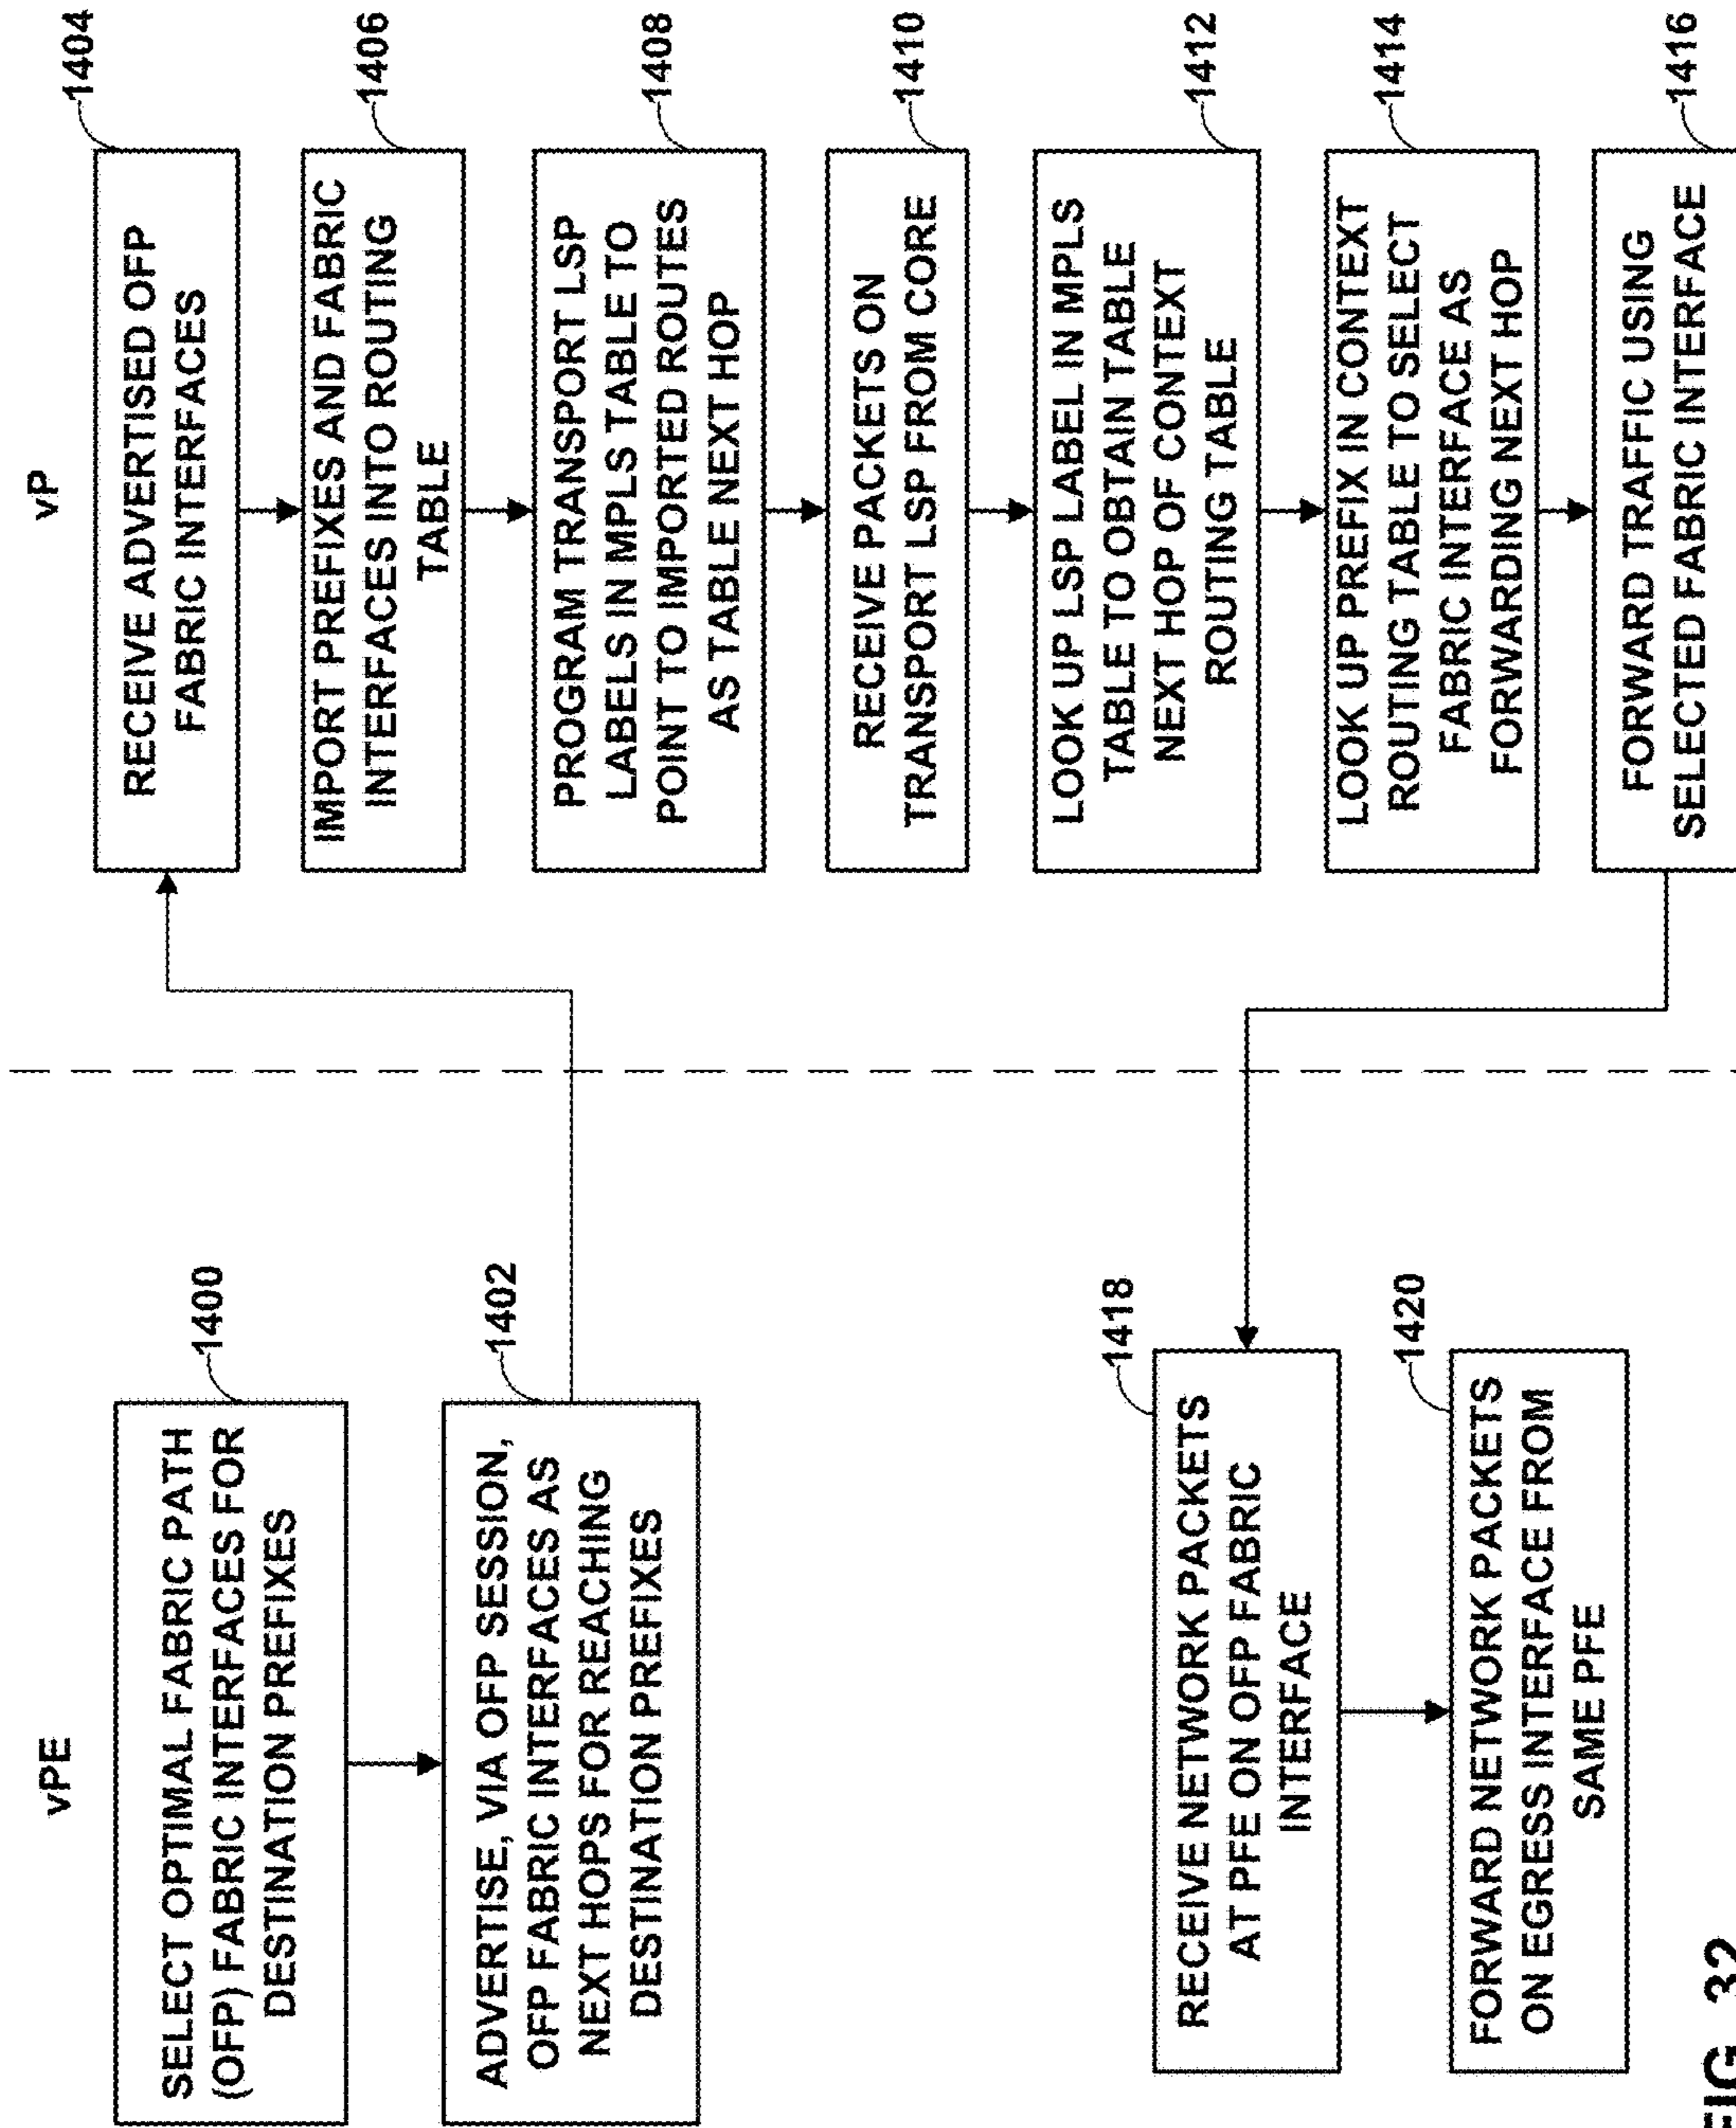 vPE
SELECT OPTIMAL FABRIC PATH
(OFP) FABRIC INTERFACES FOR
DESTINATION PREFIXES
1400
ADVERTISE, VIA OFP SESSION,
OFP FABRIC INTERFACES AS
NEXT HOPS FOR REACHING
DESTINATION PREFIXES
1402
vP
RECEIVE ADVERTISED OFP
FABRIC INTERFACES
1404
IMPORT PREFIXES AND FABRIC
INTERFACES INTO ROUTING
TABLE
1406
PROGRAM TRANSPORT LSP
LABELS IN MPLS TABLE TO
POINT TO IMPORTED ROUTES
AS TABLE NEXT HOP
1408
RECEIVE PACKETS ON
TRANSPORT LSP FROM CORE
1410
LOOK UP LSP LABEL IN MPLS
TABLE TO OBTAIN TABLE
NEXT HOP OF CONTEXT
ROUTING TABLE
1412
LOOK UP PREFIX IN CONTEXT
ROUTING TABLE TO SELECT
FABRIC INTERFACE AS
FORWARDING NEXT HOP
1414
FORWARD TRAFFIC USING
SELECTED FABRIC INTERFACE
1416
RECEIVE NETWORK PACKETS
AT PFE ON OFP FABRIC
INTERFACE
1418
FORWARD NETWORK PACKETS
ON EGRESS INTERFACE FROM
SAME PFE
1420
FIG. 32